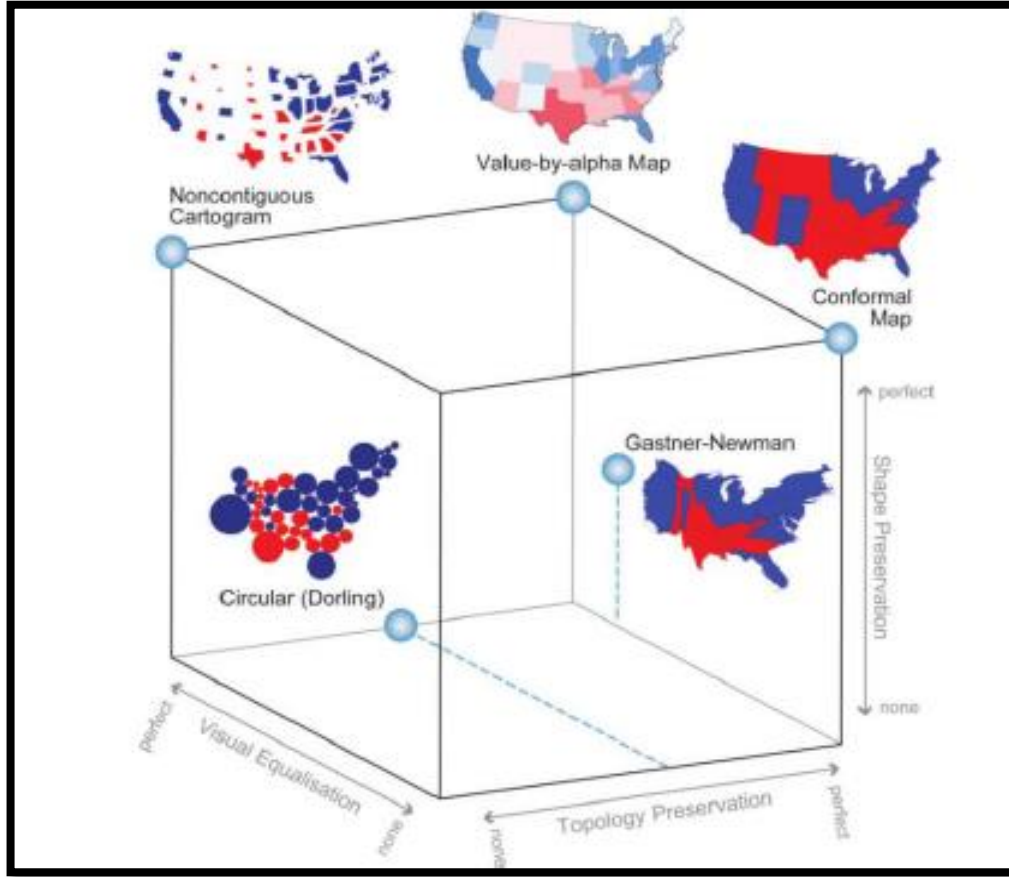 Value-by-alpha Map
Noncontiguous
Cartogram
Conformal
Map
perfect
Gastner-Newman
Shape Preservation
Circular (Dorling)
none
perfect
Visual Equalisation
none
none
Topology Preservation
perfect